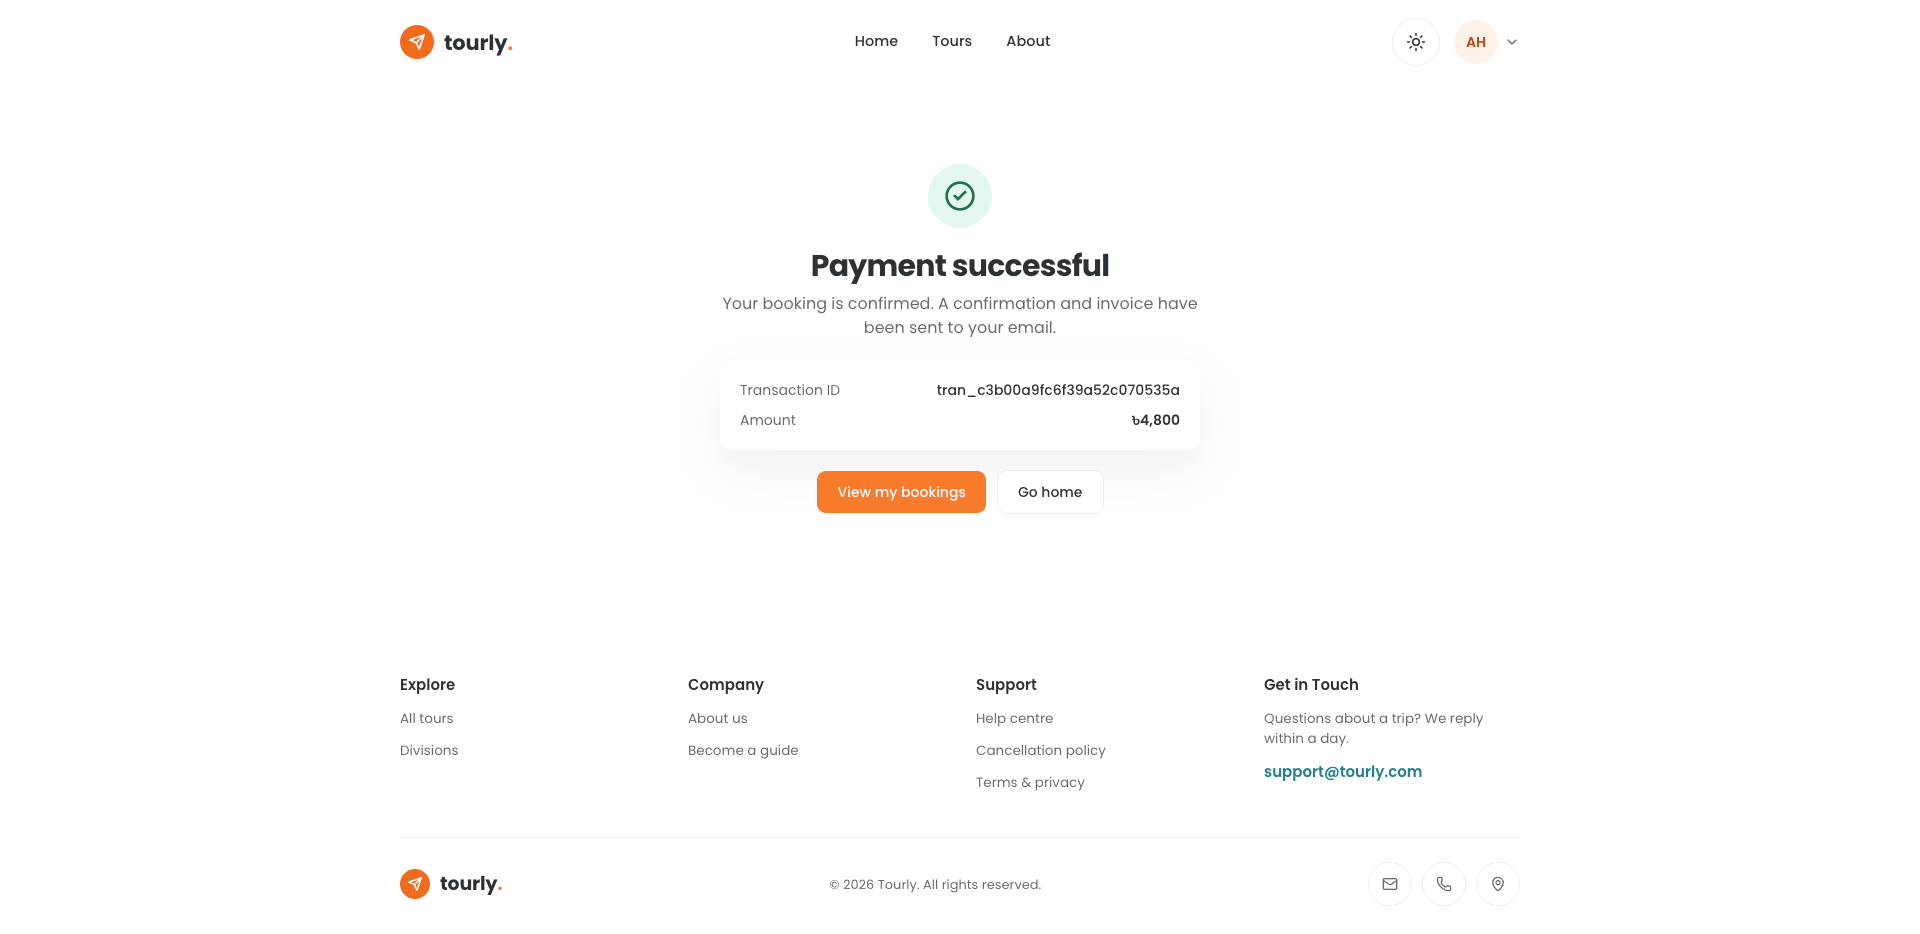 tourly.
Home Tours About
AH
Payment successful
Your booking is confirmed. A confirmation and invoice have
been sent to your email.
Transaction ID tran_c3b00a9fc6f39a52c070535a
Amount ৳4,800
View my bookings Go home
Explore
All tours
Divisions
Company
About us
Become a guide
Support
Help centre
Cancellation policy
Terms & privacy
Get in Touch
Questions about a trip? We reply
within a day.
support@tourly.com
tourly.
© 2026 Tourly. All rights reserved.